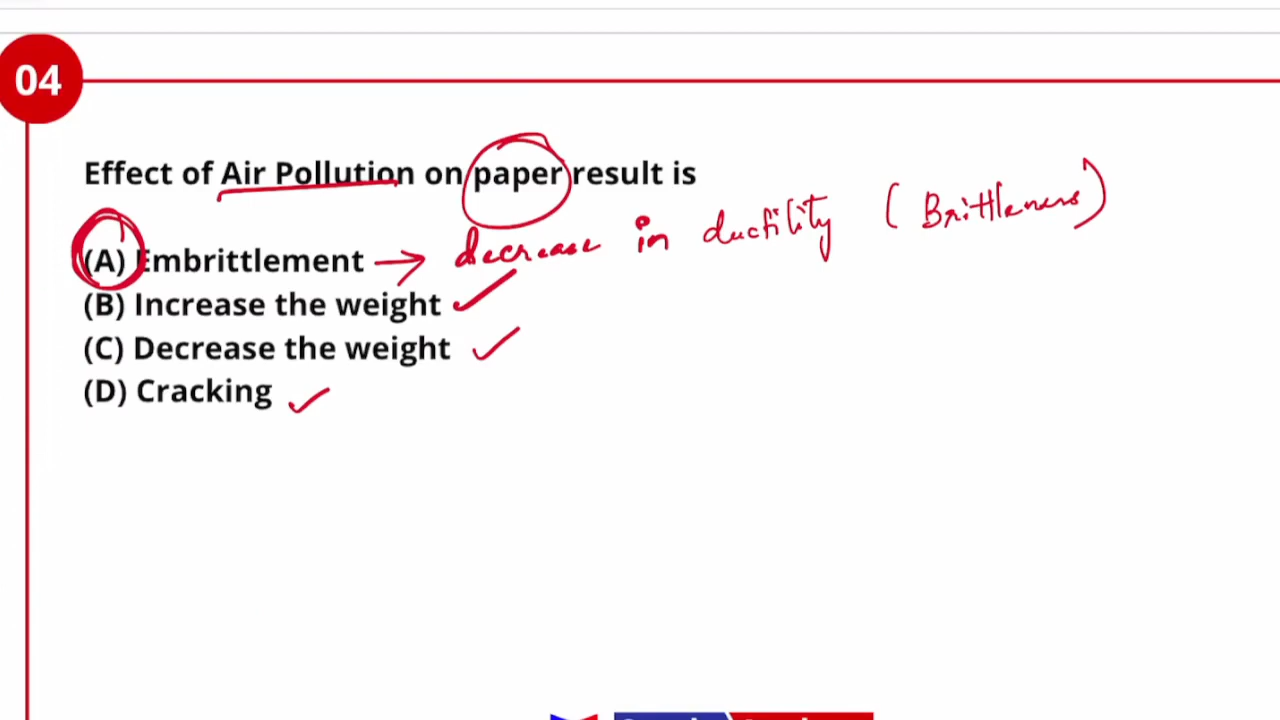 04
Effect of Air Pollution on paper result is
(A) Embrittlement → decrease in ductility (Brittleness)
(B) Increase the weight
(C) Decrease the weight
(D) Cracking